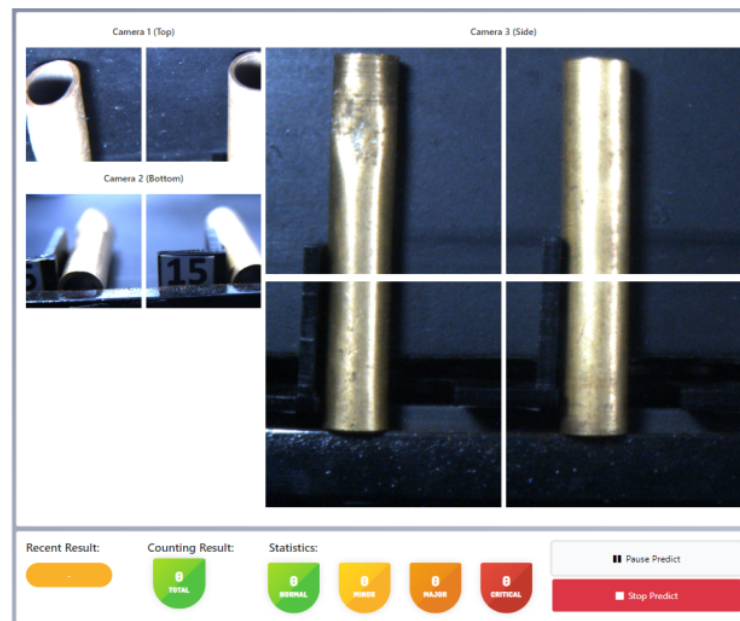 Camera 1 (Top)
Camera 3 (Side)
Camera 2 (Bottom)
15
Recent Result:
-
Counting Result:
0
TOTAL
Statistics:
0
NORMAL
0
MINOR
0
MAJOR
0
CRITICAL
Pause Predict
Stop Predict